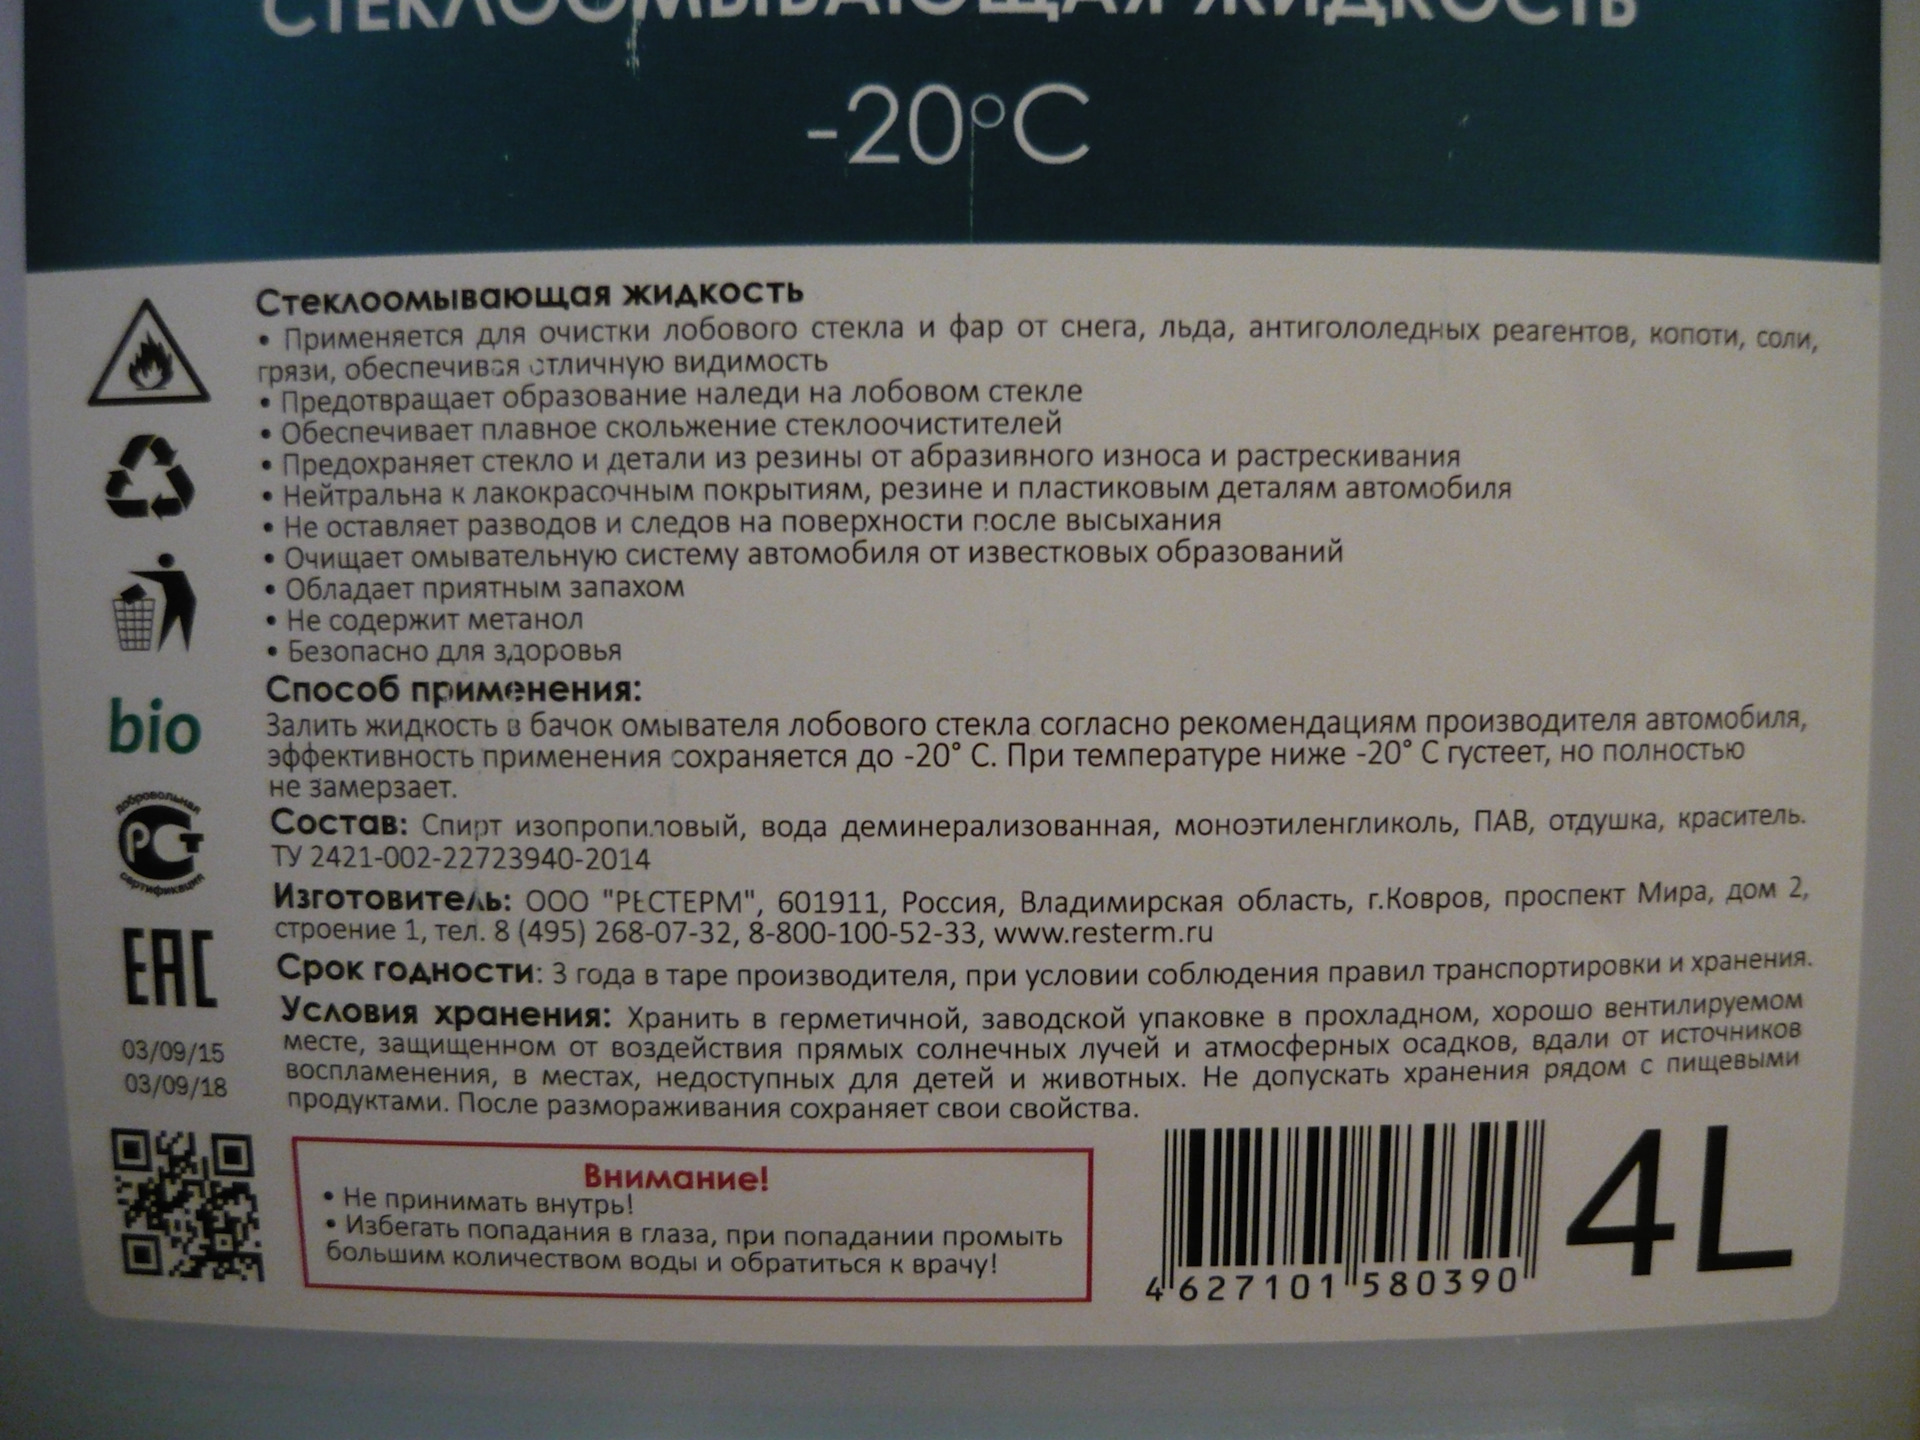 СТЕКЛООМЫВАЮЩАЯ ЖИДКОСТЬ
-20°C
Стеклоомывающая жидкость
• Применяется для очистки лобового стекла и фар от снега, льда, антигололедных реагентов, копоти, соли,
грязи, обеспечивая отличную видимость
• Предотвращает образование наледи на лобовом стекле
• Обеспечивает плавное скольжение стеклоочистителей
• Предохраняет стекло и детали из резины от абразивного износа и растрескивания
• Нейтральна к лакокрасочным покрытиям, резине и пластиковым деталям автомобиля
• Не оставляет разводов и следов на поверхности после высыхания
• Очищает омывательную систему автомобиля от известковых образований
• Обладает приятным запахом
• Не содержит метанол
• Безопасно для здоровья
Способ применения:
Залить жидкость в бачок омывателя лобового стекла согласно рекомендациям производителя автомобиля,
эффективность применения сохраняется до -20° С. При температуре ниже -20° С густеет, но полностью
не замерзает.
Состав: Спирт изопропиловый, вода деминерализованная, моноэтиленгликоль, ПАВ, отдушка, краситель.
ТУ 2421-002-22723940-2014
Изготовитель: ООО "РЕСТЕРМ", 601911, Россия, Владимирская область, г.Ковров, проспект Мира, дом 2,
строение 1, тел. 8 (495) 268-07-32, 8-800-100-52-33, www.resterm.ru
Срок годности: 3 года в таре производителя, при условии соблюдения правил транспортировки и хранения.
Условия хранения: Хранить в герметичной, заводской упаковке в прохладном, хорошо вентилируемом
месте, защищенном от воздействия прямых солнечных лучей и атмосферных осадков, вдали от источников
воспламенения, в местах, недоступных для детей и животных. Не допускать хранения рядом с пищевыми
продуктами. После размораживания сохраняет свои свойства.
bio
добровольная
РСТ
сертификация
EAC
03/09/15
03/09/18
Внимание!
• Не принимать внутрь!
• Избегать попадания в глаза, при попадании промыть
большим количеством воды и обратиться к врачу!
4 627101 580390
4L